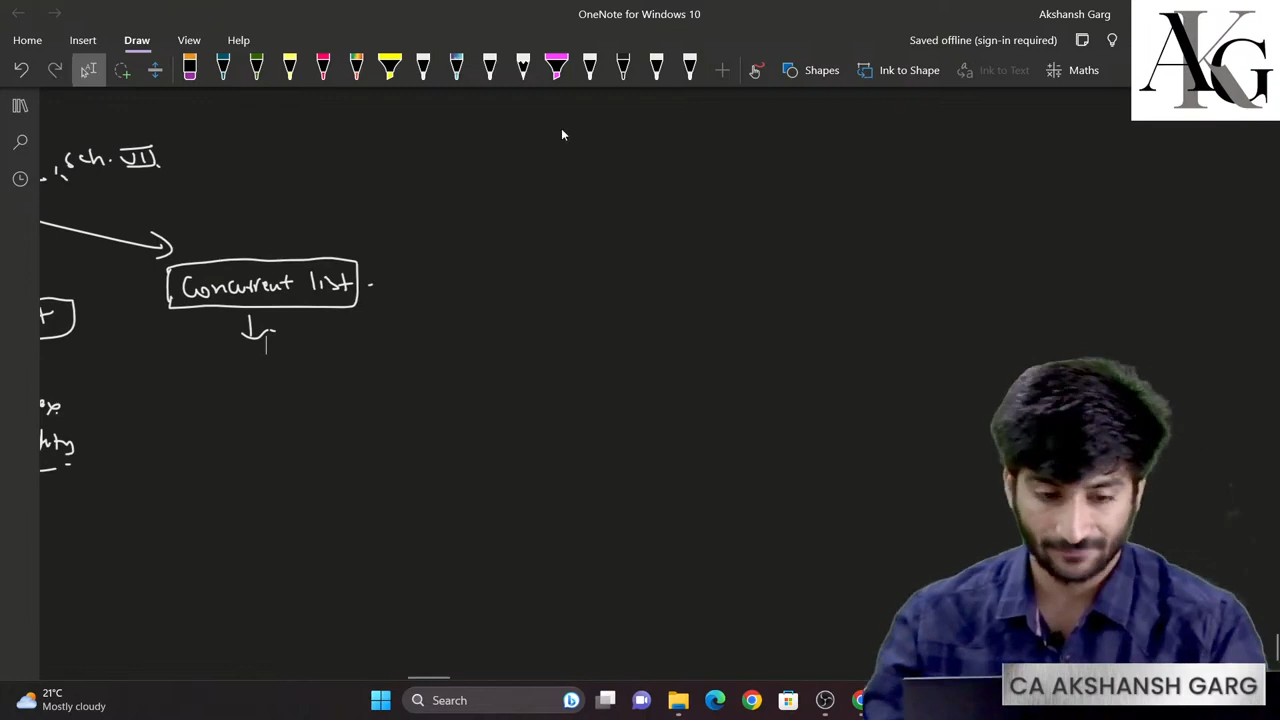 OneNote for Windows 10
Akshansh Garg
Home Insert Draw View Help
Saved offline (sign-in required)
Shapes
Ink to Shape
Ink to Text
Maths
AKG
Sch. VII.
Concurrent list.
CA AKSHANSH GARG
21°C
Mostly cloudy
Search